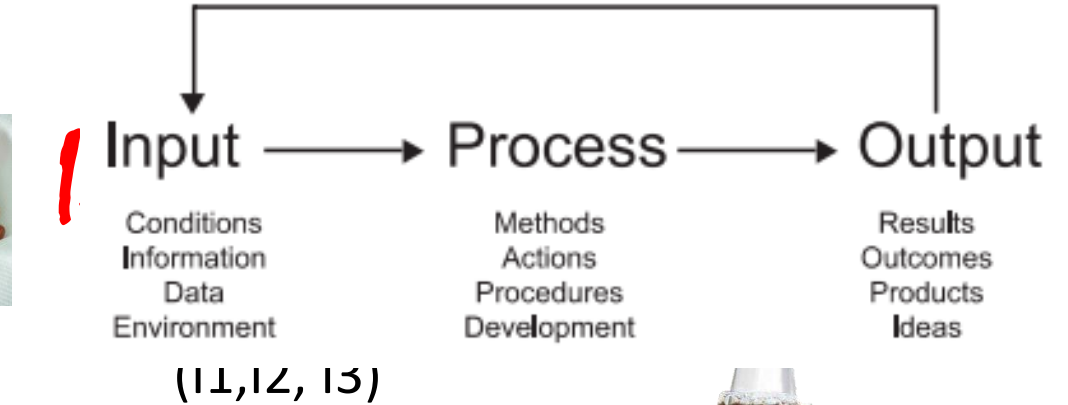 Input Process Output
Conditions Methods Results
Information Actions Outcomes
Data Procedures Products
Environment Development Ideas
(I1,I2, I3)